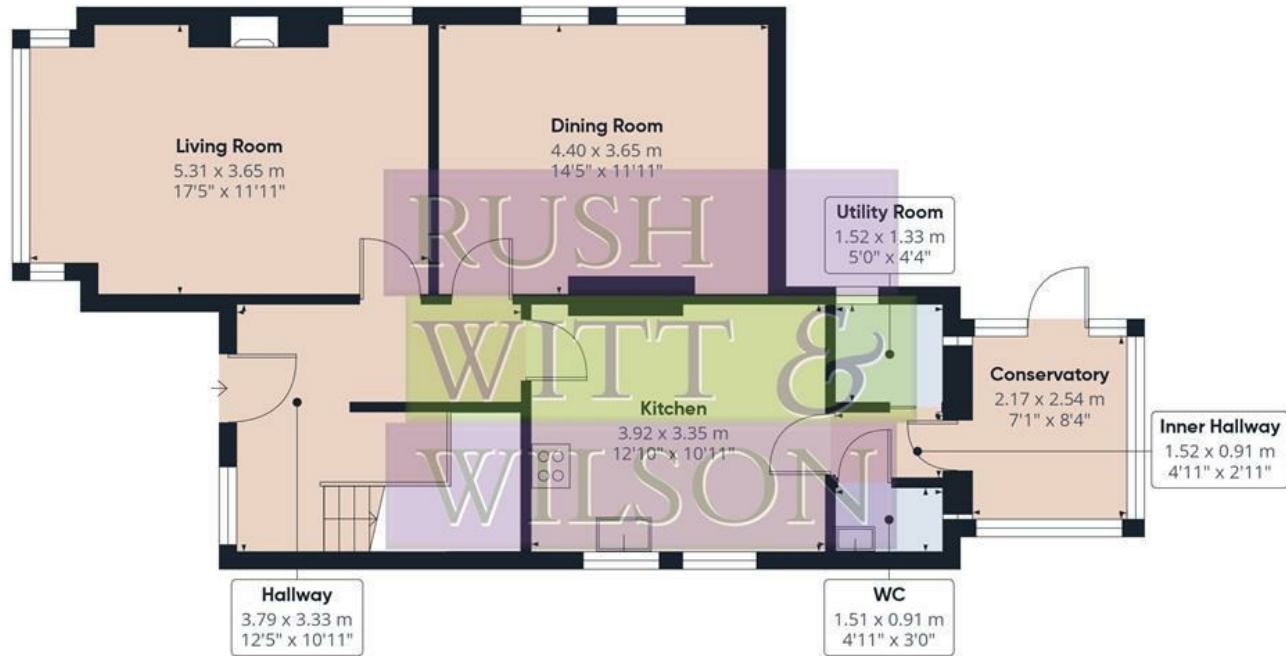 Living Room
5.31 x 3.65 m
17'5" x 11'11"
Dining Room
4.40 x 3.65 m
14'5" x 11'11"
RUSH
WITT &
WILSON
Utility Room
1.52 x 1.33 m
5'0" x 4'4"
Conservatory
2.17 x 2.54 m
7'1" x 8'4"
Kitchen
3.92 x 3.35 m
12'10" x 10'11"
Inner Hallway
1.52 x 0.91 m
4'11" x 2'11"
Hallway
3.79 x 3.33 m
12'5" x 10'11"
WC
1.51 x 0.91 m
4'11" x 3'0"